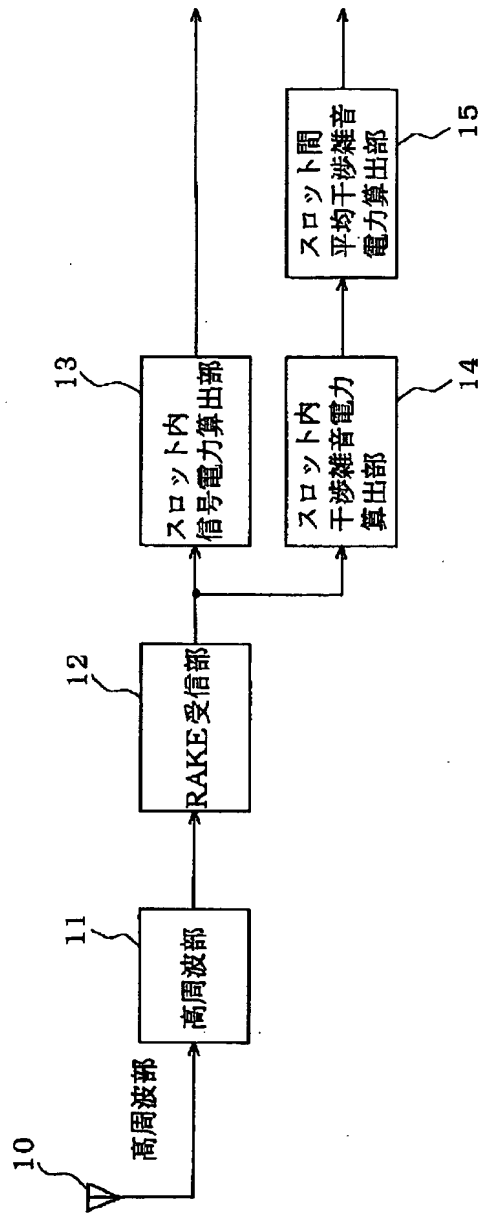 10
高周波部
11
高周波部
12
RAKE受信部
13
スロット内
信号電力算出部
スロット内
干渉雑音電力
算出部
14
スロット間
平均干渉雑音
電力算出部
15